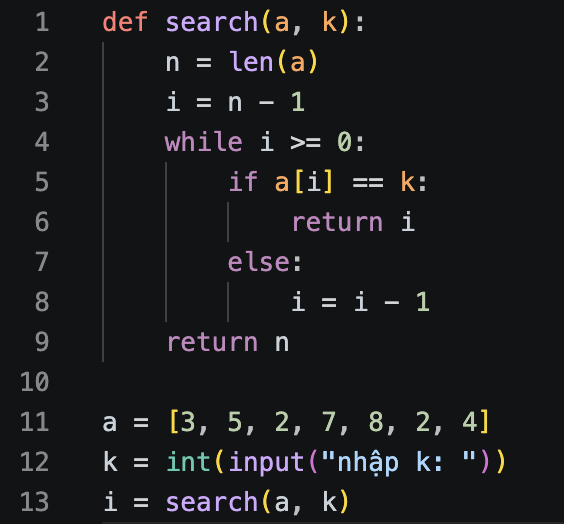 1 def search(a, k):
2     n = len(a)
3     i = n - 1
4     while i >= 0:
5         if a[i] == k:
6             return i
7         else:
8             i = i - 1
9     return n
10
11 a = [3, 5, 2, 7, 8, 2, 4]
12 k = int(input("nhập k: "))
13 i = search(a, k)